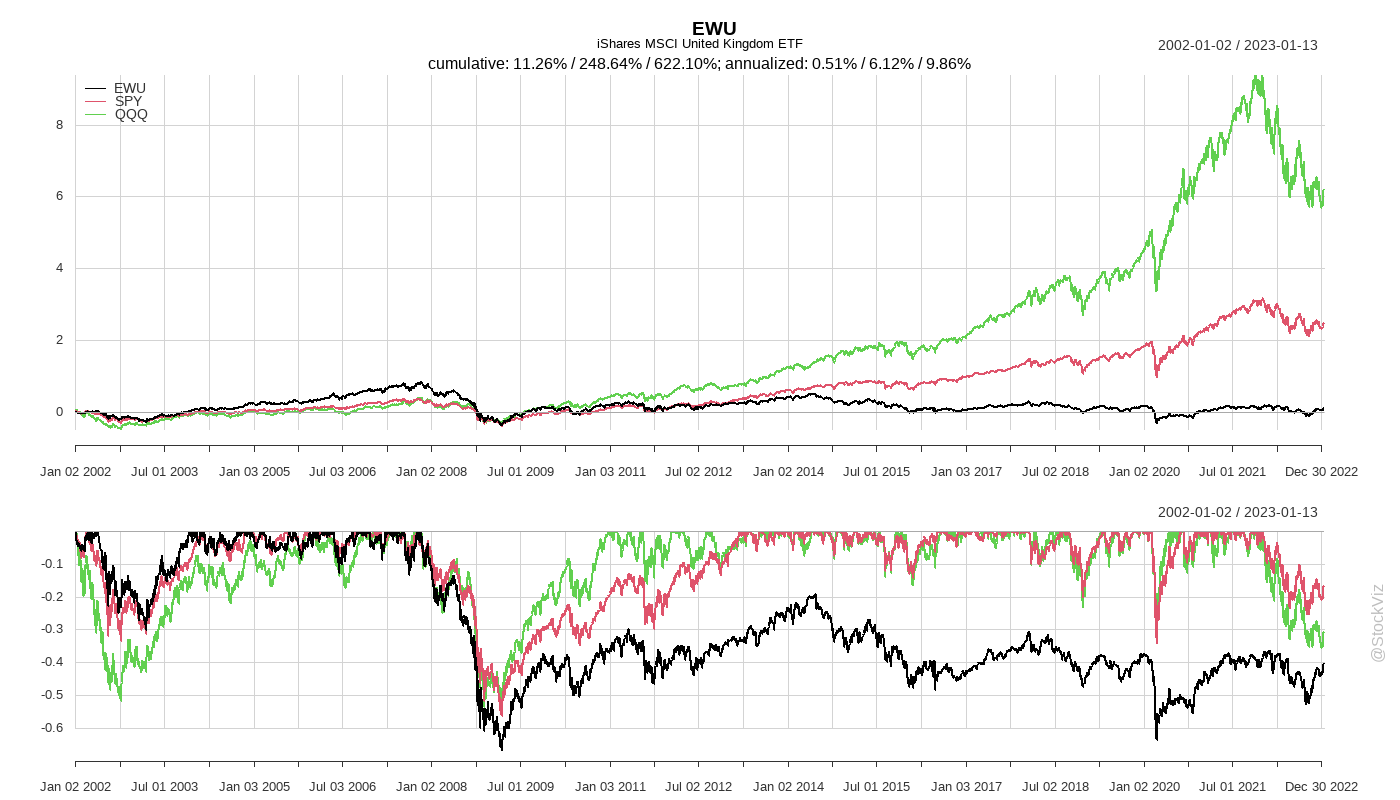 EWU
iShares MSCI United Kingdom ETF
2002-01-02 / 2023-01-13
cumulative: 11.26% / 248.64% / 622.10%; annualized: 0.51% / 6.12% / 9.86%
EWU
SPY
QQQ
8
6
4
2
0
Jan 02 2002 Jul 01 2003 Jan 03 2005 Jul 03 2006 Jan 02 2008 Jul 01 2009 Jan 03 2011 Jul 02 2012 Jan 02 2014 Jul 01 2015 Jan 03 2017 Jul 02 2018 Jan 02 2020 Jul 01 2021 Dec 30 2022
2002-01-02 / 2023-01-13
-0.1
-0.2
-0.3
-0.4
-0.5
-0.6
Jan 02 2002 Jul 01 2003 Jan 03 2005 Jul 03 2006 Jan 02 2008 Jul 01 2009 Jan 03 2011 Jul 02 2012 Jan 02 2014 Jul 01 2015 Jan 03 2017 Jul 02 2018 Jan 02 2020 Jul 01 2021 Dec 30 2022
@StockViz